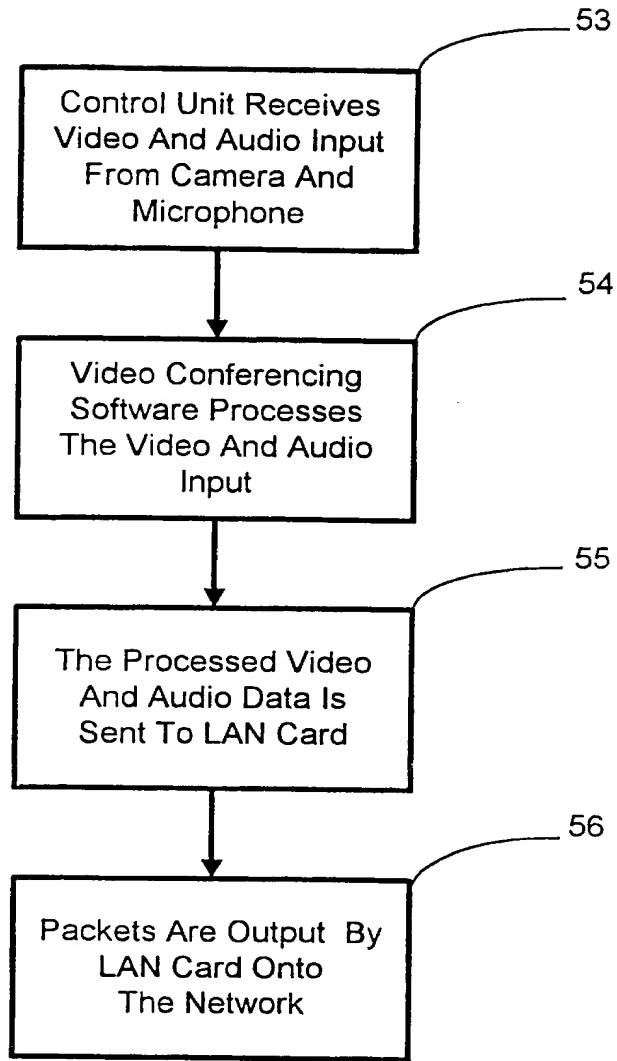 53
Control Unit Receives
Video And Audio Input
From Camera And
Microphone
54
Video Conferencing
Software Processes
The Video And Audio
Input
55
The Processed Video
And Audio Data Is
Sent To LAN Card
56
Packets Are Output By
LAN Card Onto
The Network